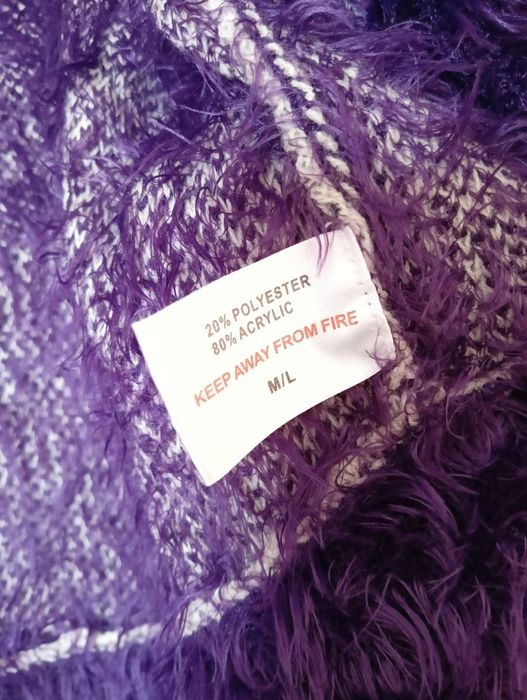 20% POLYESTER
80% ACRYLIC
KEEP AWAY FROM FIRE
M/L